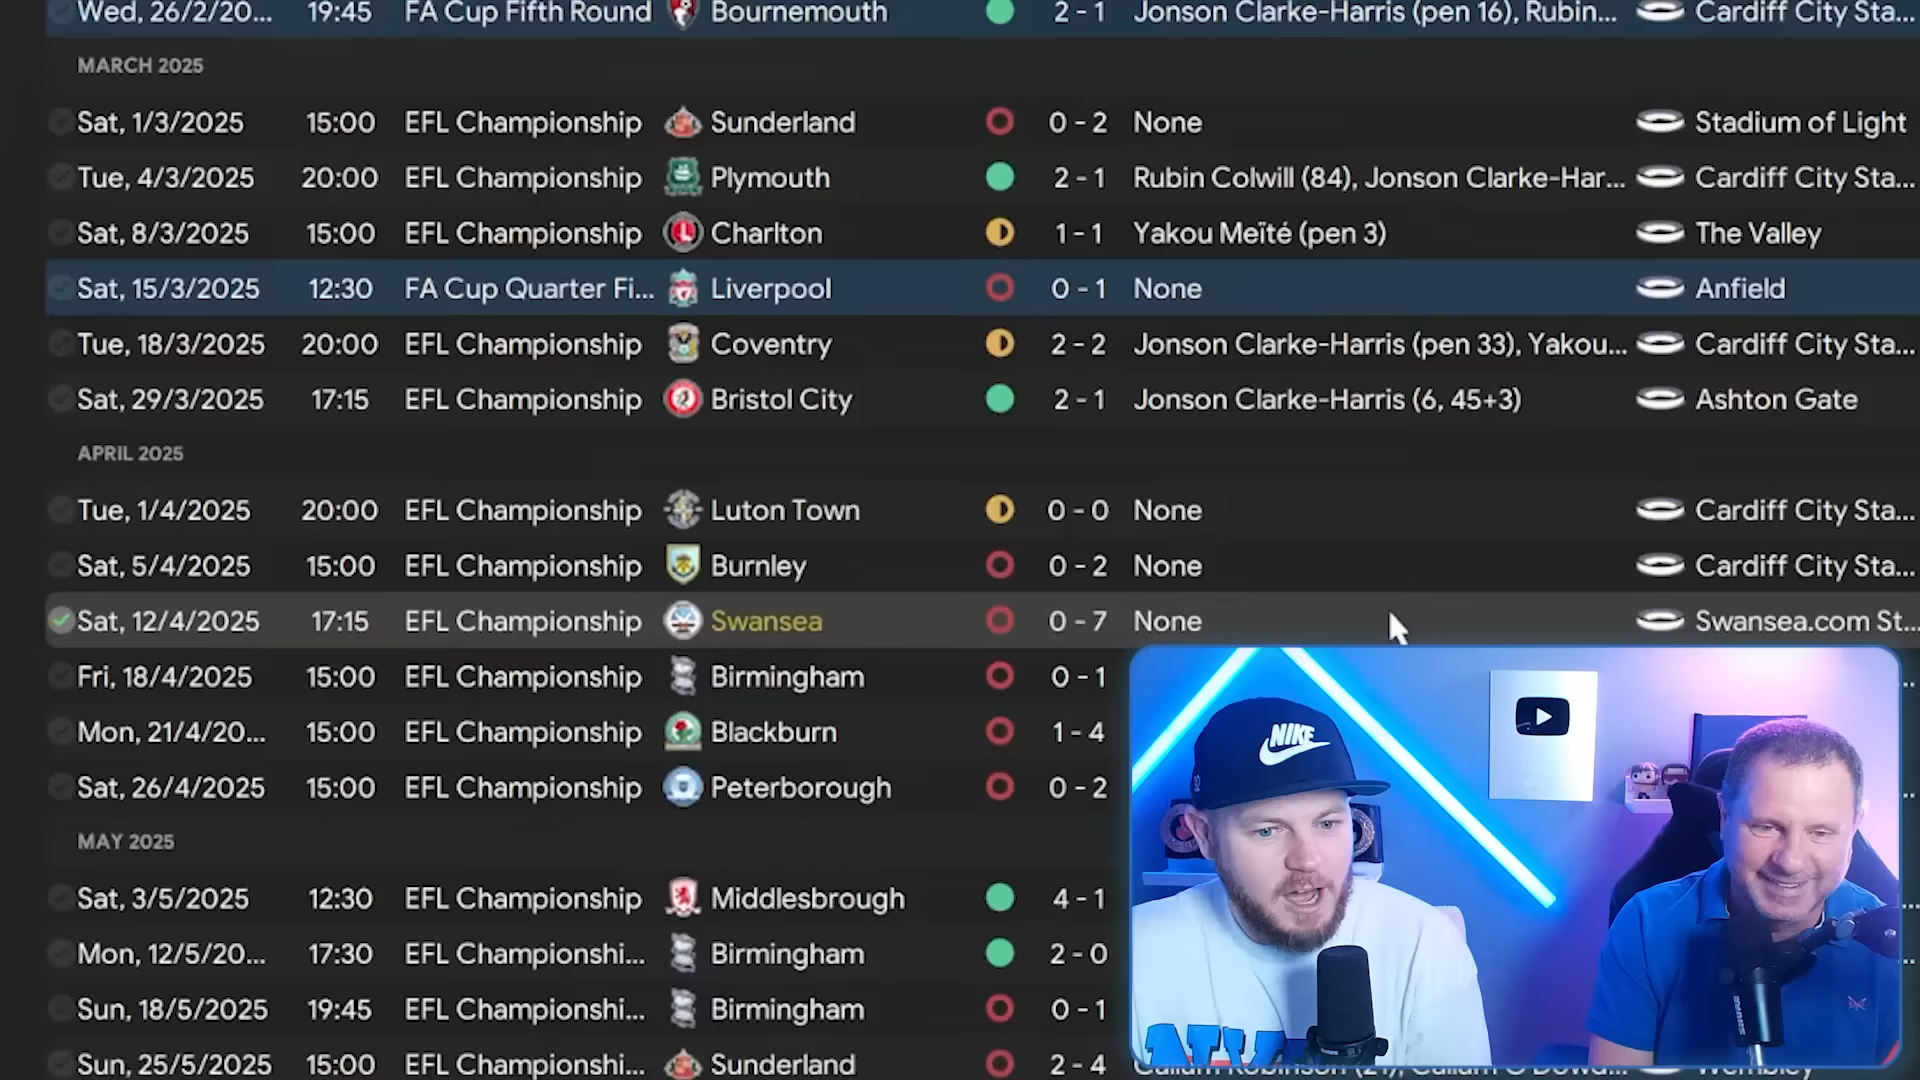 Wed, 26/2/20... 19:45 FA Cup Fifth Round Bournemouth 2 - 1 Jonson Clarke-Harris (pen 16), Rubin... Cardiff City Sta...
MARCH 2025
Sat, 1/3/2025 15:00 EFL Championship Sunderland 0 - 2 None Stadium of Light
Tue, 4/3/2025 20:00 EFL Championship Plymouth 2 - 1 Rubin Colwill (84), Jonson Clarke-Har... Cardiff City Sta...
Sat, 8/3/2025 15:00 EFL Championship Charlton 1 - 1 Yakou Meïté (pen 3) The Valley
Sat, 15/3/2025 12:30 FA Cup Quarter Fi... Liverpool 0 - 1 None Anfield
Tue, 18/3/2025 20:00 EFL Championship Coventry 2 - 2 Jonson Clarke-Harris (pen 33), Yakou... Cardiff City Sta...
Sat, 29/3/2025 17:15 EFL Championship Bristol City 2 - 1 Jonson Clarke-Harris (6, 45+3) Ashton Gate
APRIL 2025
Tue, 1/4/2025 20:00 EFL Championship Luton Town 0 - 0 None Cardiff City Sta...
Sat, 5/4/2025 15:00 EFL Championship Burnley 0 - 2 None Cardiff City Sta...
Sat, 12/4/2025 17:15 EFL Championship Swansea 0 - 7 None Swansea.com St...
Fri, 18/4/2025 15:00 EFL Championship Birmingham 0 - 1
Mon, 21/4/20... 15:00 EFL Championship Blackburn 1 - 4
Sat, 26/4/2025 15:00 EFL Championship Peterborough 0 - 2
MAY 2025
Sat, 3/5/2025 12:30 EFL Championship Middlesbrough 4 - 1
Mon, 12/5/20... 17:30 EFL Championshi... Birmingham 2 - 0
Sun, 18/5/2025 19:45 EFL Championshi... Birmingham 0 - 1
Sun, 25/5/2025 15:00 EFL Championshi... Sunderland 2 - 4 Callum Robinson Wembley
NIKE